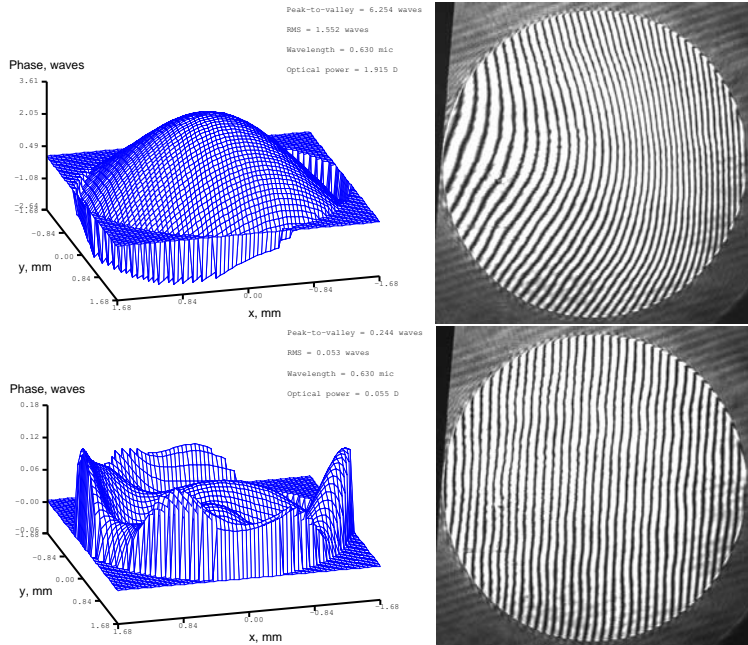 Peak-to-valley = 6.254 waves
RMS = 1.552 waves
Wavelength = 0.630 mic
Optical power = 1.915 D
Phase, waves
3.61
2.05
0.49
-1.08
-2.64
-1.68
-0.84
0.00
0.84
1.68
y, mm
1.68
0.84
0.00
-0.84
-1.68
x, mm
Peak-to-valley = 0.244 waves
RMS = 0.053 waves
Wavelength = 0.630 mic
Optical power = 0.055 D
Phase, waves
0.18
0.12
0.06
-0.00
-0.06
-1.68
-0.84
0.00
0.84
1.68
y, mm
1.68
0.84
0.00
-0.84
-1.68
x, mm